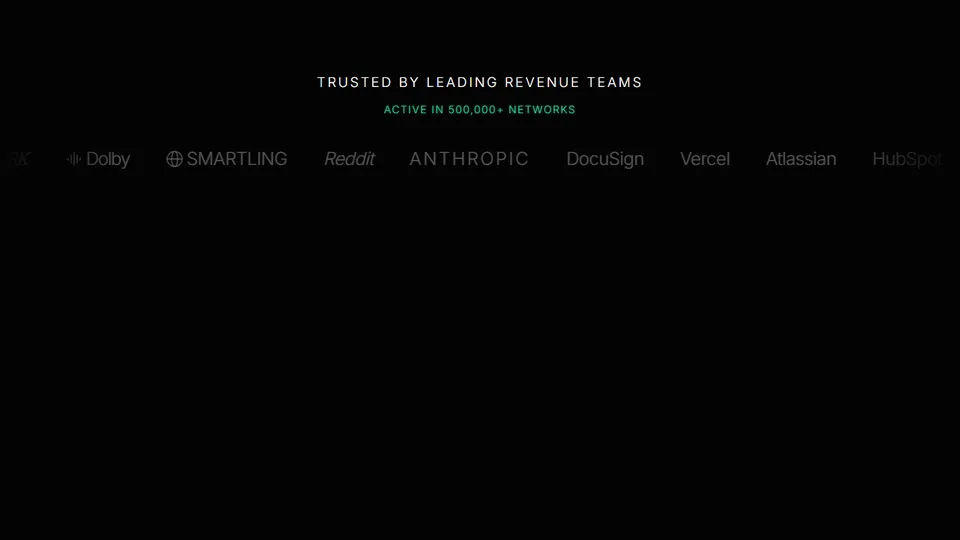 TRUSTED BY LEADING REVENUE TEAMS
ACTIVE IN 500,000+ NETWORKS
Dolby SMARTLING Reddit ANTHROPIC DocuSign Vercel Atlassian HubSpot